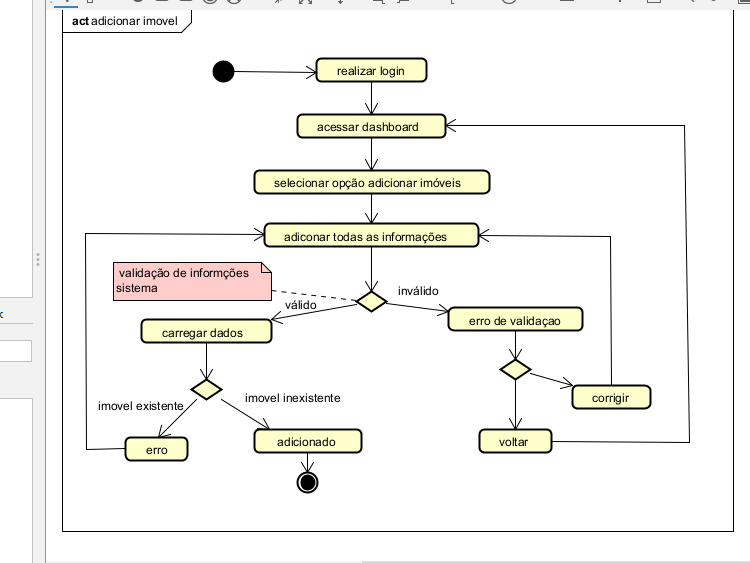 act adicionar imovel
realizar login
acessar dashboard
selecionar opção adicionar imóveis
adiconar todas as informações
validação de informções
sistema
válido
inválido
erro de validaçao
carregar dados
corrigir
imovel existente
imovel inexistente
erro
adicionado
voltar